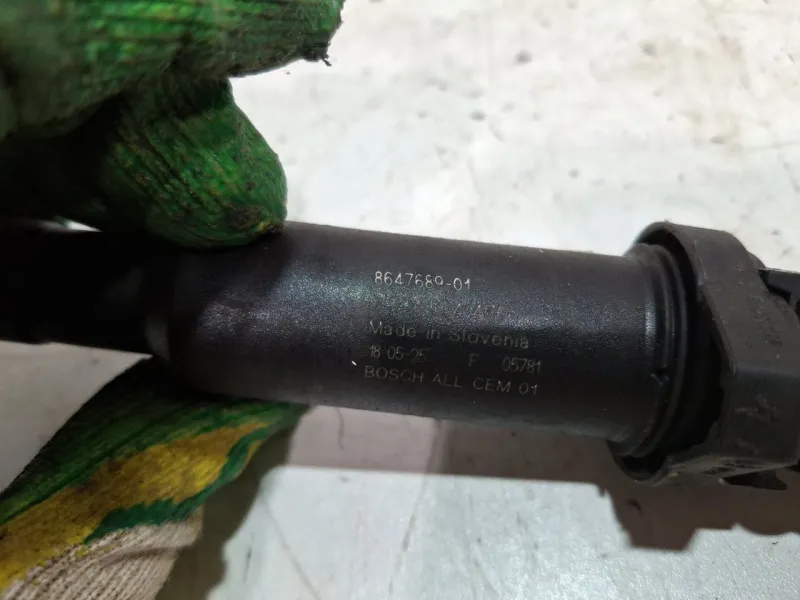 8647689-01
Made in Slovenia
18-05-25 F 05781
BOSCH ALL CEM 01